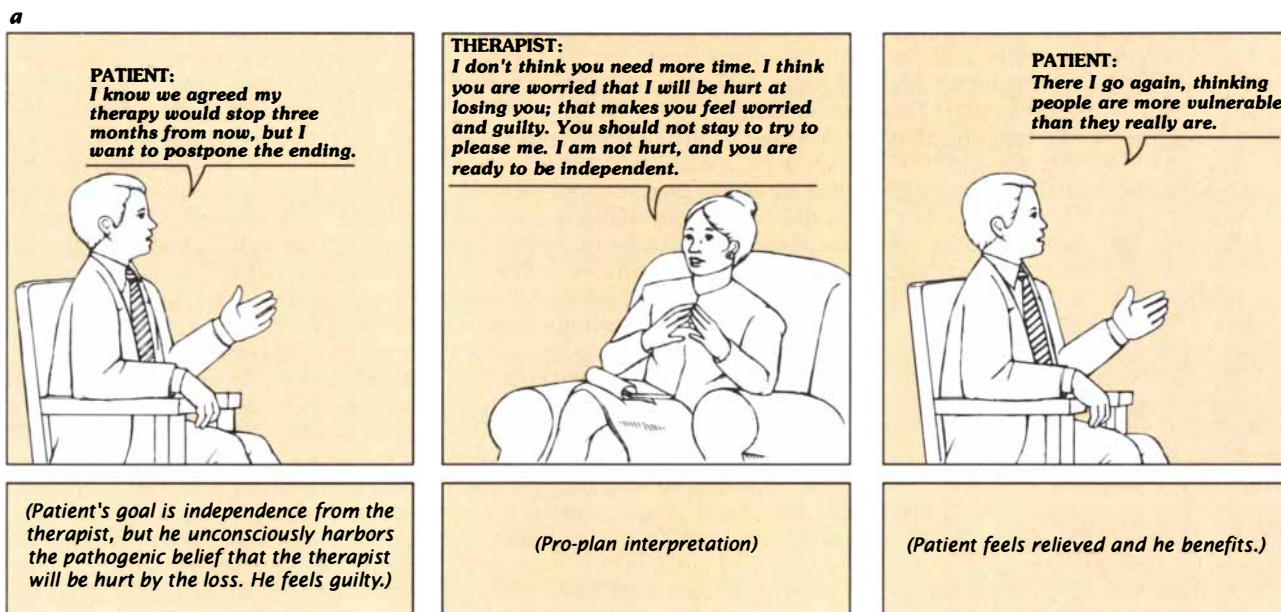 a
PATIENT:
I know we agreed my
therapy would stop three
months from now, but I
want to postpone the ending.
THERAPIST:
I don't think you need more time. I think
you are worried that I will be hurt at
losing you; that makes you feel worried
and guilty. You should not stay to try to
please me. I am not hurt, and you are
ready to be independent.
PATIENT:
There I go again, thinking
people are more vulnerable
than they really are.
(Patient's goal is independence from the
therapist, but he unconsciously harbors
the pathogenic belief that the therapist
will be hurt by the loss. He feels guilty.)
(Pro-plan interpretation)
(Patient feels relieved and he benefits.)